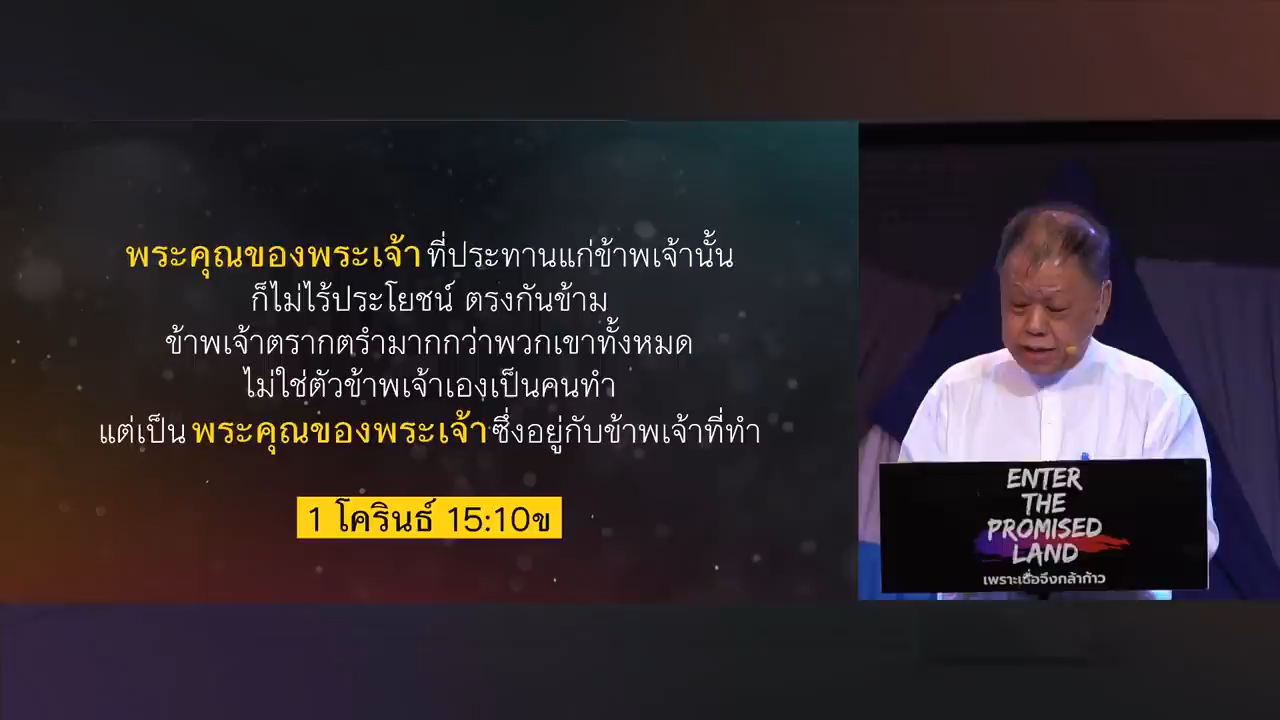 พระคุณของพระเจ้า ที่ประทานแก่ข้าพเจ้านั้น
ก็ไม่ไร้ประโยชน์ ตรงกันข้าม
ข้าพเจ้าตรากตรำมากกว่าพวกเขาทั้งหมด
ไม่ใช่ตัวข้าพเจ้าเองเป็นคนทำ
แต่เป็น พระคุณของพระเจ้า ซึ่งอยู่กับข้าพเจ้าที่ทำ
1 โครินธ์ 15:10ข
ENTER
THE
PROMISED
LAND
เพราะเชื่อจึงกล้าก้าว